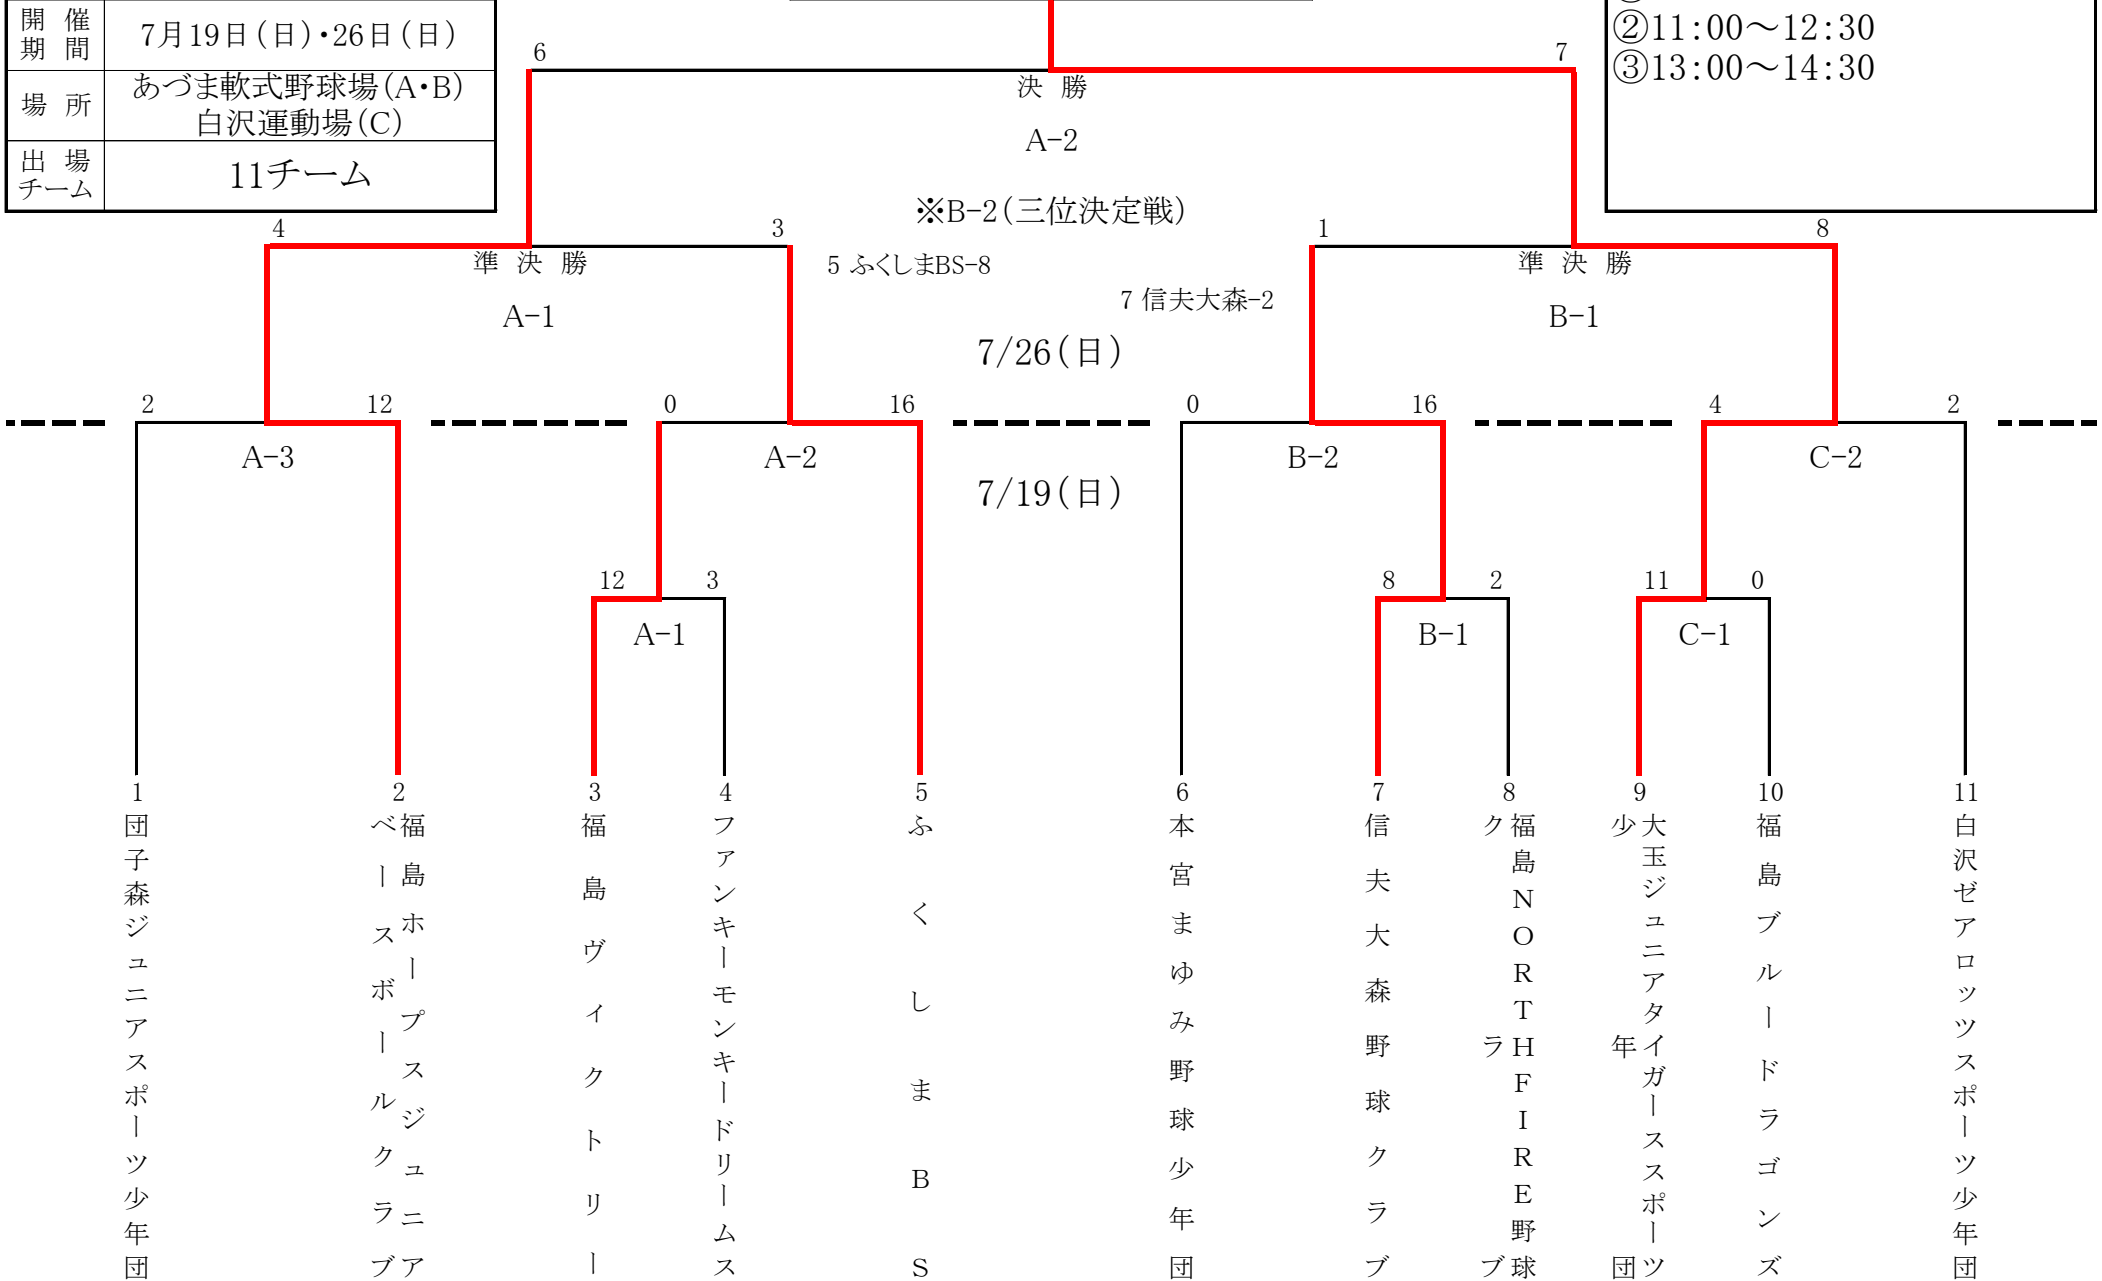 開催期間
7月19日(日)・26日(日)
場所
あづま軟式野球場(A・B)
白沢運動場(C)
出場チーム
11チーム
②11:00～12:30
③13:00～14:30
6
7
決勝
A-2
※B-2(三位決定戦)
4
3
1
8
準決勝
5 ふくしまBS-8
準決勝
7 信夫大森-2
A-1
B-1
7/26(日)
2
12
0
16
0
16
4
2
A-3
A-2
B-2
C-2
7/19(日)
12
3
8
2
11
0
A-1
B-1
C-1
1
団子森ジュニアスポーツ少年団
2
福島ホープスジュニア
ベースボールクラブ
3
福島ヴィクトリー
4
ファンキーモンキードリームス
5
ふくしまBS
6
本宮まゆみ野球少年団
7
信夫大森野球クラブ
8
福島NORTHFIRE野球
クラブ
9
大玉ジュニアタイガーススポーツ
少年団
10
福島ブルードラゴンズ
11
白沢ゼアロッツスポーツ少年団